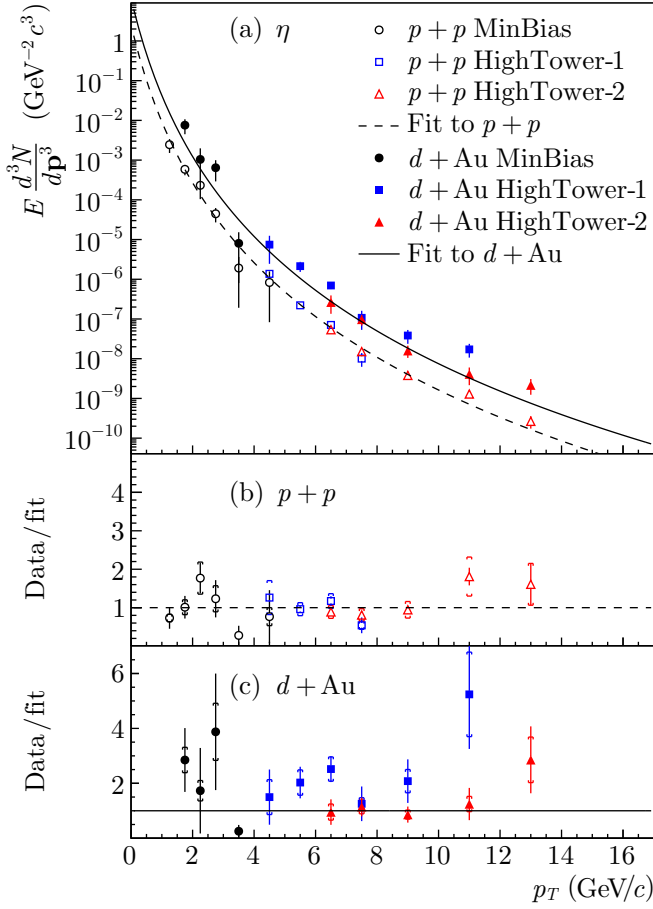 (a) η
E d³N/dp³ (GeV⁻² c³)
p + p MinBias
p + p HighTower-1
p + p HighTower-2
Fit to p + p
d + Au MinBias
d + Au HighTower-1
d + Au HighTower-2
Fit to d + Au
1
10⁻¹
10⁻²
10⁻³
10⁻⁴
10⁻⁵
10⁻⁶
10⁻⁷
10⁻⁸
10⁻⁹
10⁻¹⁰
(b) p + p
Data/fit
4
3
2
1
(c) d + Au
Data/fit
6
4
2
0 2 4 6 8 10 12 14 16
p_T (GeV/c)